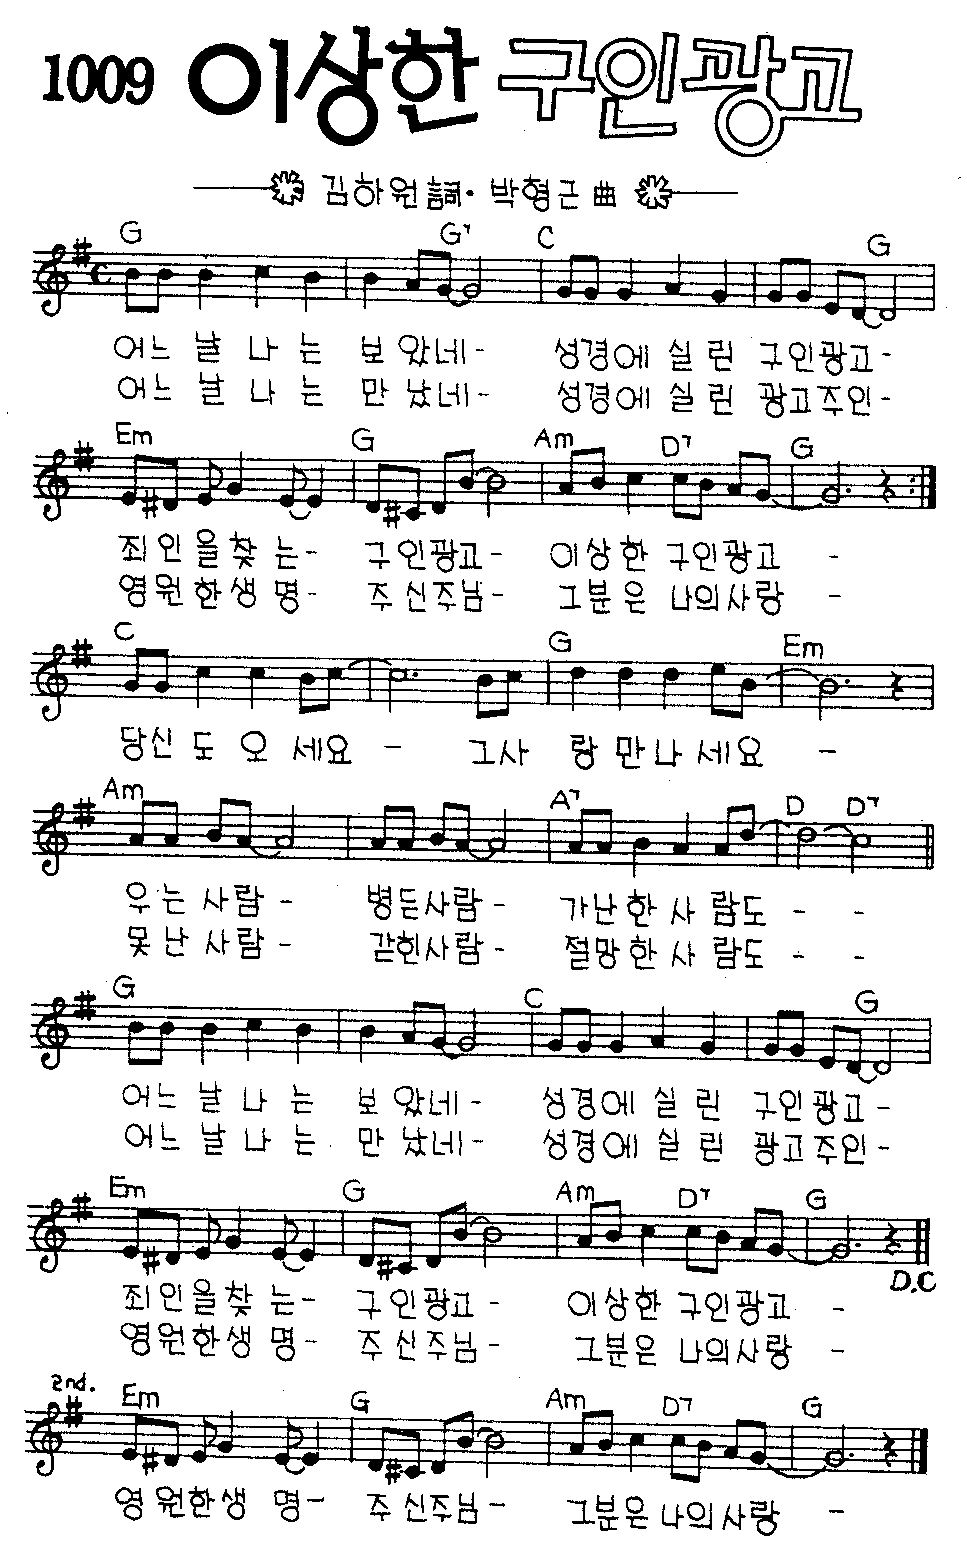 1009 이상한 구인광고
김하원 詞· 박형근 曲
G G7 C G
어느 날 나 는 보 았네- 성경에 실 린 구인광고-
어느 날 나 는 만 났네- 성경에 실 린 광고주인-
Em G Am D7 G
죄 인 을 찾 는- 구인광고- 이상한 구인광고 -
영원한생 명- 주 신주님- 그분은 나의사랑 -
C G Em
당신 도 오 세요 - 그사 랑 만 나 세요 -
Am A7 D D7
우는 사람- 병든사람- 가난 한 사 람도 - -
못난 사람- 갇힌사람- 절망 한 사 람도 - -
G C G
어느 날 나 는 보 았네- 성경에 실 린 구인광고-
어느 날 나 는 만 났네- 성경에 실 린 광고주인-
Em G Am D7 G
D.C
죄 인 을 찾 는- 구 인광고- 이상한 구인광고 -
영원한생 명- 주 신주님- 그분은 나의사랑 -
2nd. Em G Am D7 G
영 원한생 명- 주 신주님- 그분은 나의사랑 -